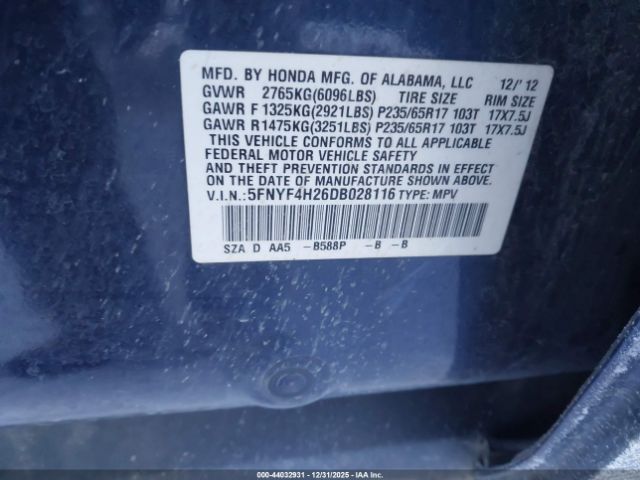 MFD. BY HONDA MFG. OF ALABAMA, LLC 12/' 12
GVWR 2765KG(6096LBS) TIRE SIZE RIM SIZE
GAWR F 1325KG(2921LBS) P235/65R17 103T 17X7.5J
GAWR R1475KG(3251LBS) P235/65R17 103T 17X7.5J
THIS VEHICLE CONFORMS TO ALL APPLICABLE
FEDERAL MOTOR VEHICLE SAFETY
AND THEFT PREVENTION STANDARDS IN EFFECT
ON THE DATE OF MANUFACTURE SHOWN ABOVE.
V.I.N.:5FNYF4H26DB028116 TYPE: MPV
SZA D AA5 -B588P -B -B
000-44032931 - 12/31/2025 - IAAI.COM